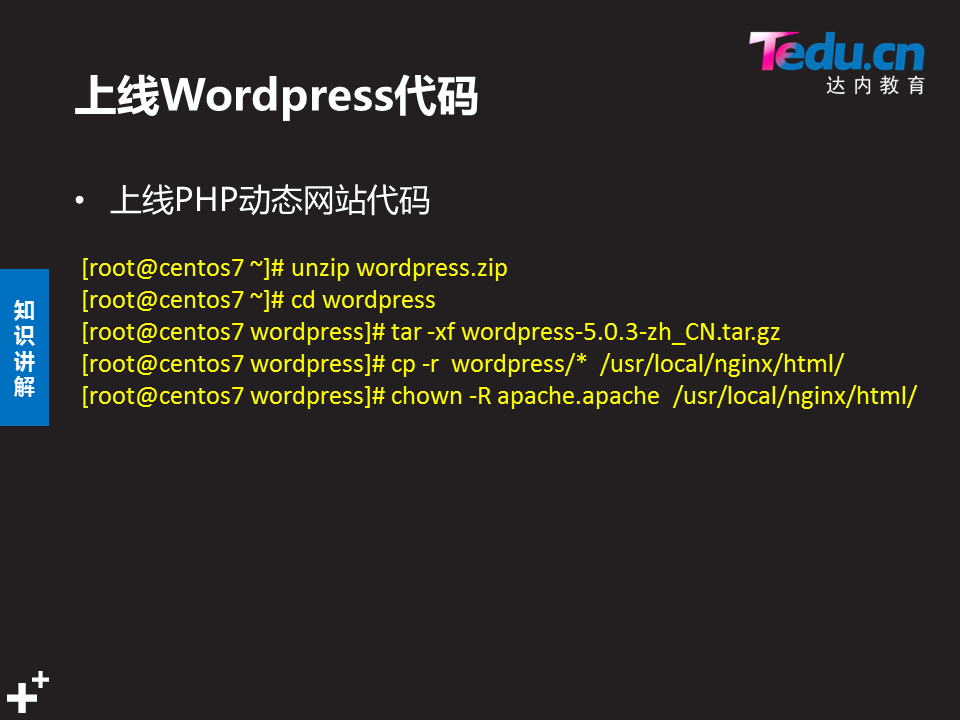 Tedu.cn
达内教育
上线Wordpress代码
• 上线PHP动态网站代码
[root@centos7 ~]# unzip wordpress.zip
[root@centos7 ~]# cd wordpress
[root@centos7 wordpress]# tar -xf wordpress-5.0.3-zh_CN.tar.gz
[root@centos7 wordpress]# cp -r  wordpress/*  /usr/local/nginx/html/
[root@centos7 wordpress]# chown -R apache.apache  /usr/local/nginx/html/
知
识
讲
解